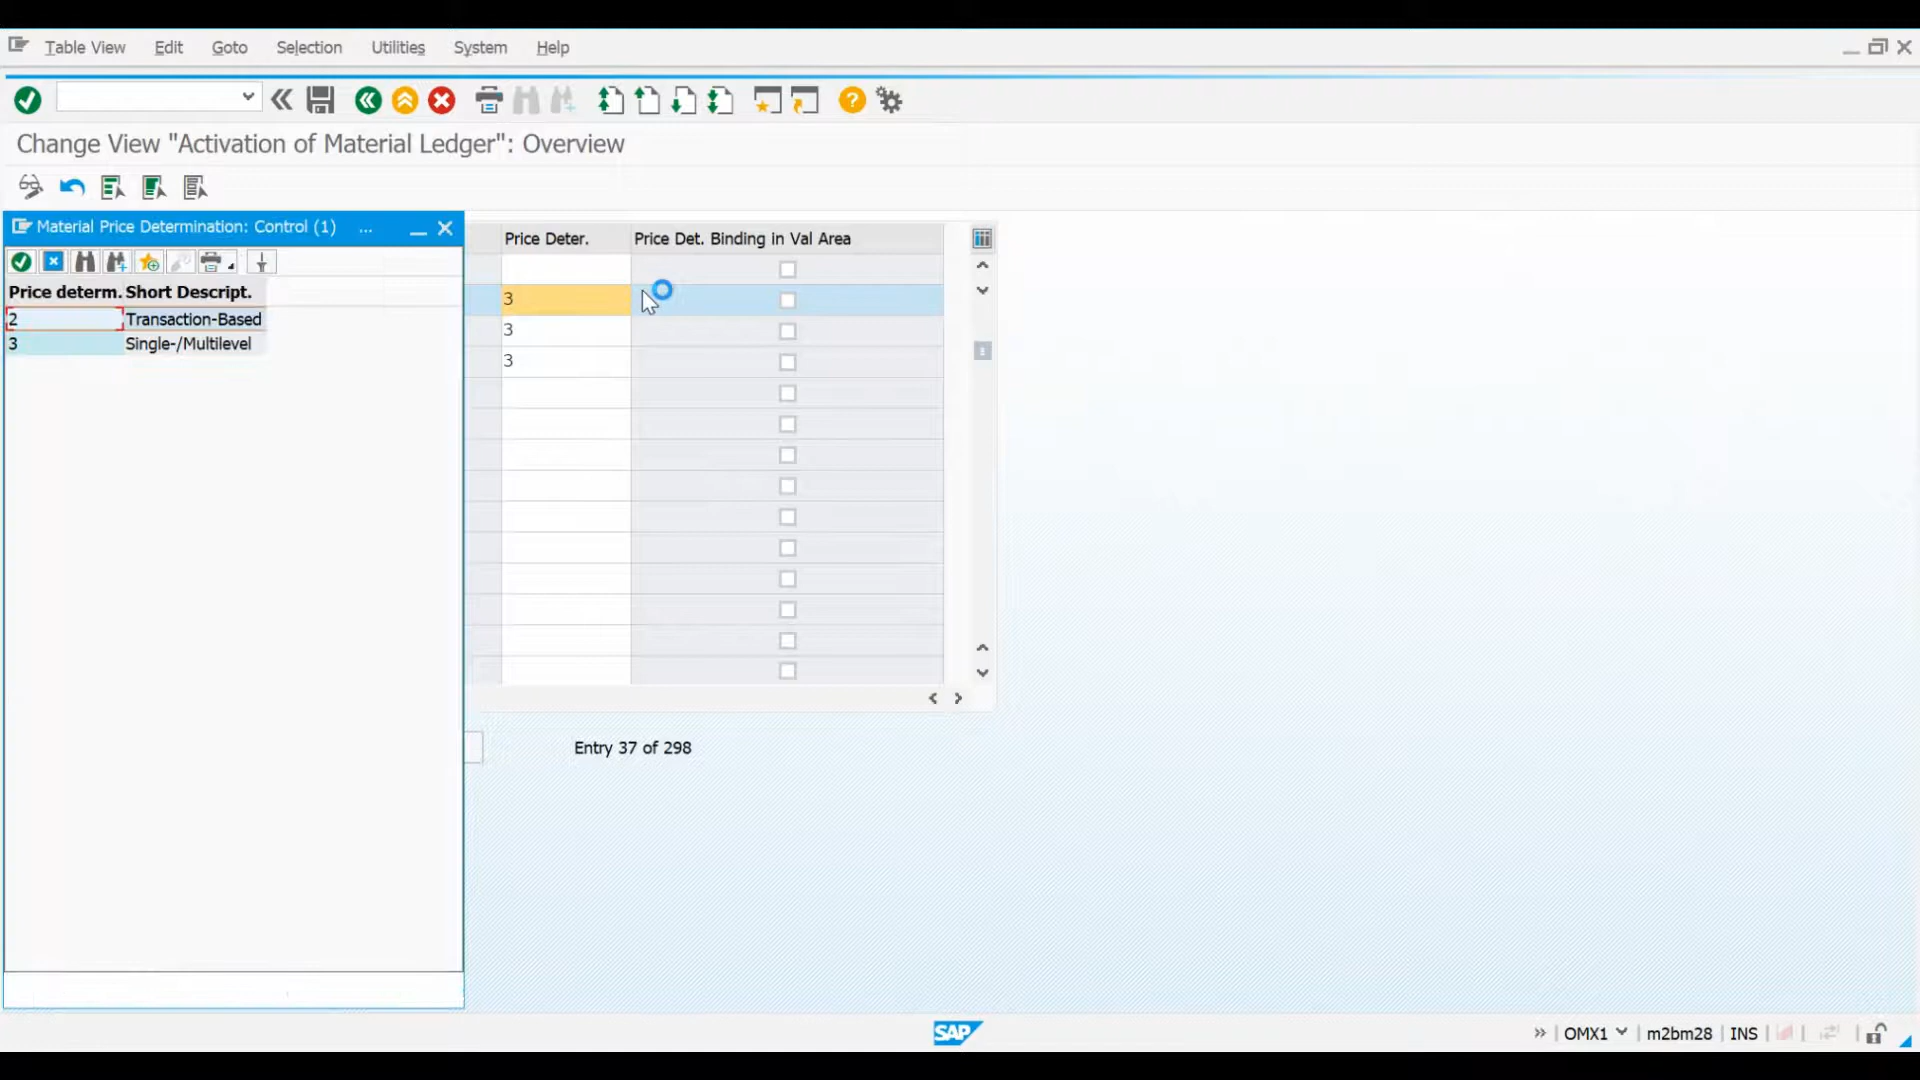 Table View Edit Goto Selection Utilities System Help
Change View "Activation of Material Ledger": Overview
Material Price Determination: Control (1) ...
Price determ. Short Descript.
2 Transaction-Based
3 Single-/Multilevel
Price Deter. Price Det. Binding in Val Area
3
3
3
Entry 37 of 298
SAP
OMX1 m2bm28 INS